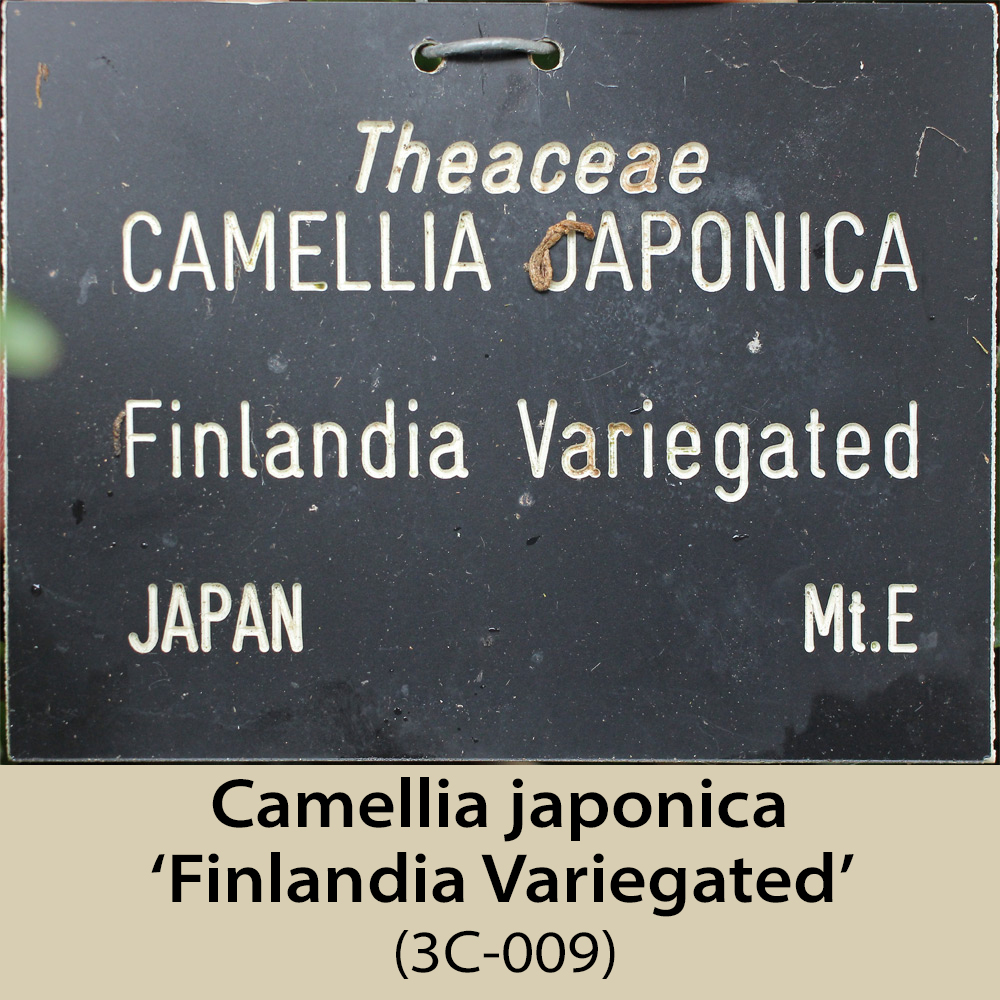 Theaceae
CAMELLIA JAPONICA
Finlandia Variegated
JAPAN Mt.E
Camellia japonica
‘Finlandia Variegated’
(3C-009)